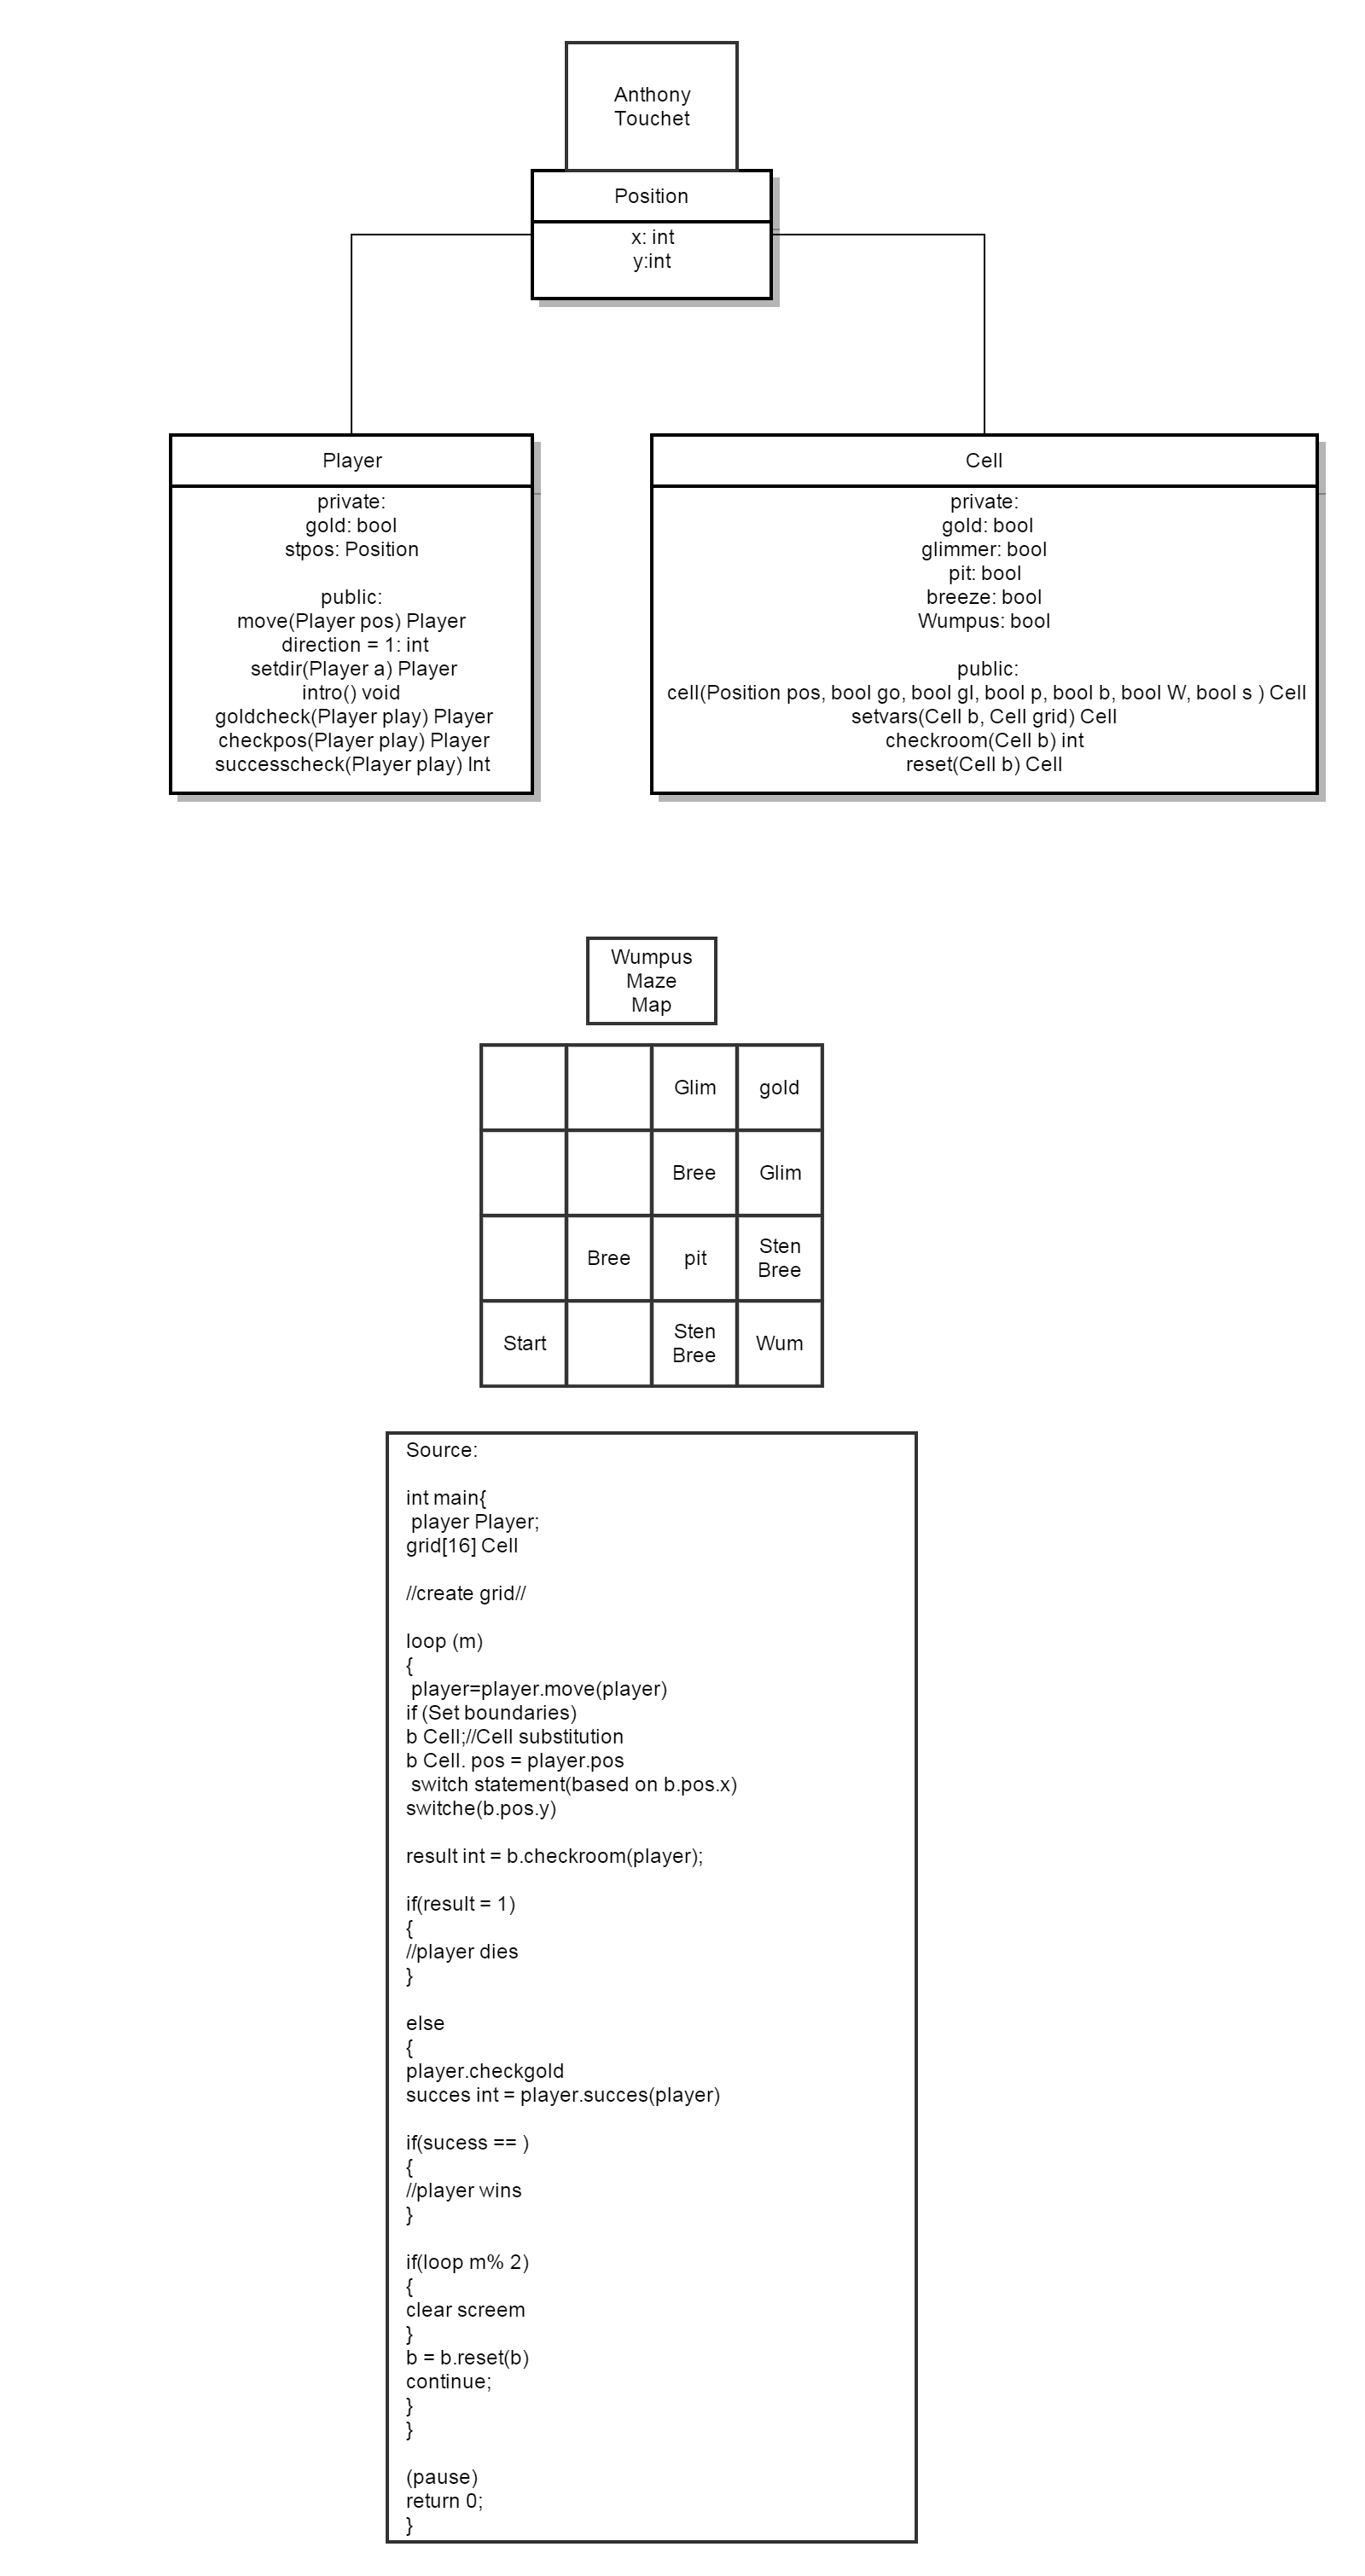 Anthony
Touchet
Position
x: int
y:int
Player
private:
gold: bool
stpos: Position
public:
move(Player pos) Player
direction = 1: int
setdir(Player a) Player
intro() void
goldcheck(Player play) Player
checkpos(Player play) Player
successcheck(Player play) Int
Cell
private:
gold: bool
glimmer: bool
pit: bool
breeze: bool
Wumpus: bool
public:
cell(Position pos, bool go, bool gl, bool p, bool b, bool W, bool s ) Cell
setvars(Cell b, Cell grid) Cell
checkroom(Cell b) int
reset(Cell b) Cell
Wumpus
Maze
Map
Glim
gold
Bree
Glim
Bree
pit
Sten
Bree
Start
Sten
Bree
Wum
Source:
int main{
player Player;
grid[16] Cell
//create grid//
loop (m)
{
player=player.move(player)
if (Set boundaries)
b Cell;//Cell substitution
b Cell. pos = player.pos
switch statement(based on b.pos.x)
switche(b.pos.y)
result int = b.checkroom(player);
if(result = 1)
{
//player dies
}
else
{
player.checkgold
succes int = player.succes(player)
if(sucess == )
{
//player wins
}
if(loop m% 2)
{
clear screem
}
b = b.reset(b)
continue;
}
}
(pause)
return 0;
}